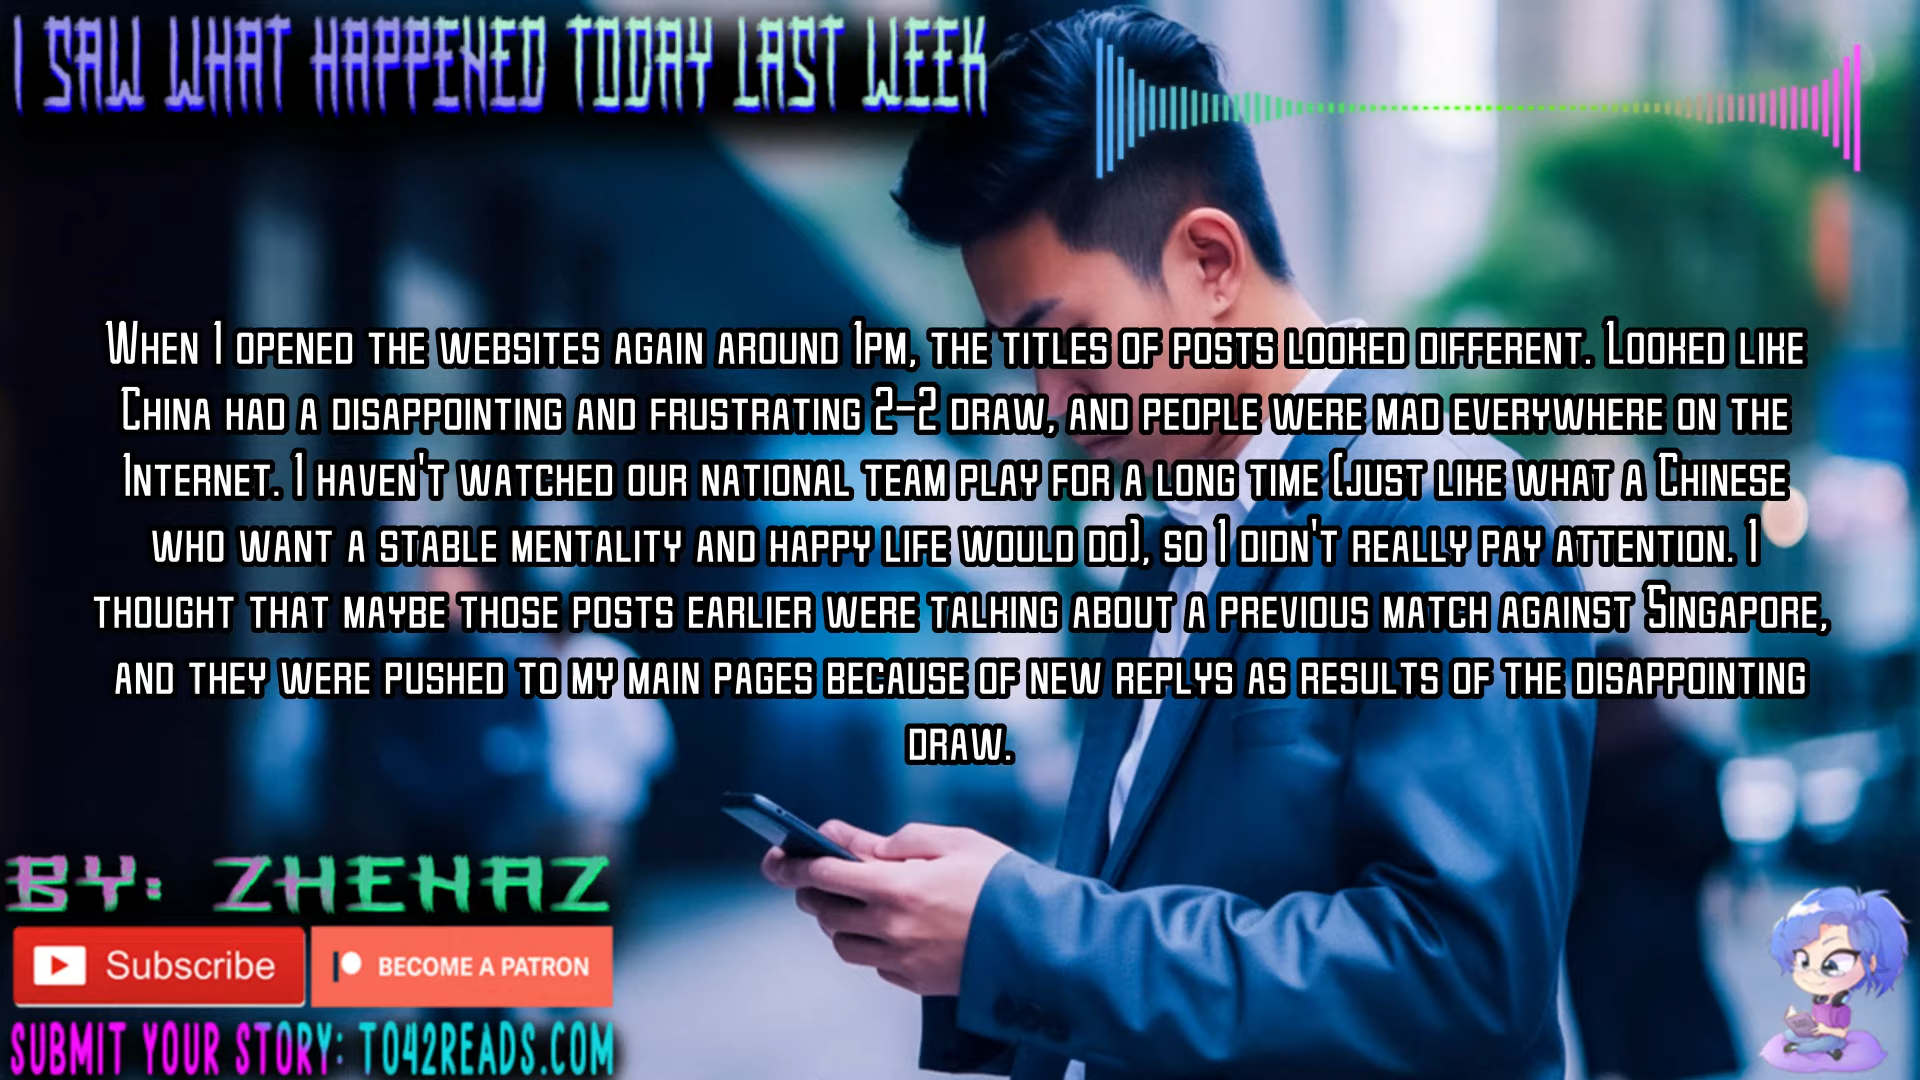 I SAW WHAT HAPPENED TODAY LAST WEEK
When I opened the websites again around 1pm, the titles of posts looked different. Looked like
China had a disappointing and frustrating 2-2 draw, and people were mad everywhere on the
Internet. I haven't watched our national team play for a long time (just like what a Chinese
who want a stable mentality and happy life would do), so I didn't really pay attention. I
thought that maybe those posts earlier were talking about a previous match against Singapore,
and they were pushed to my main pages because of new replys as results of the disappointing
draw.
BY: ZHENAZ
Subscribe
BECOME A PATRON
SUBMIT YOUR STORY: TO42READS.COM